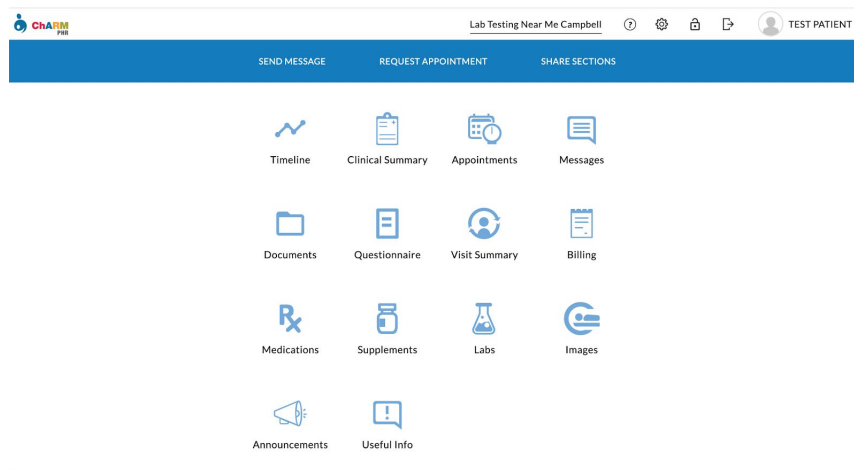 ChARM
PHR
Lab Testing Near Me Campbell ? TEST PATIENT
SEND MESSAGE REQUEST APPOINTMENT SHARE SECTIONS
Timeline Clinical Summary Appointments Messages
Documents Questionnaire Visit Summary Billing
Rx
Medications Supplements Labs Images
Announcements Useful Info